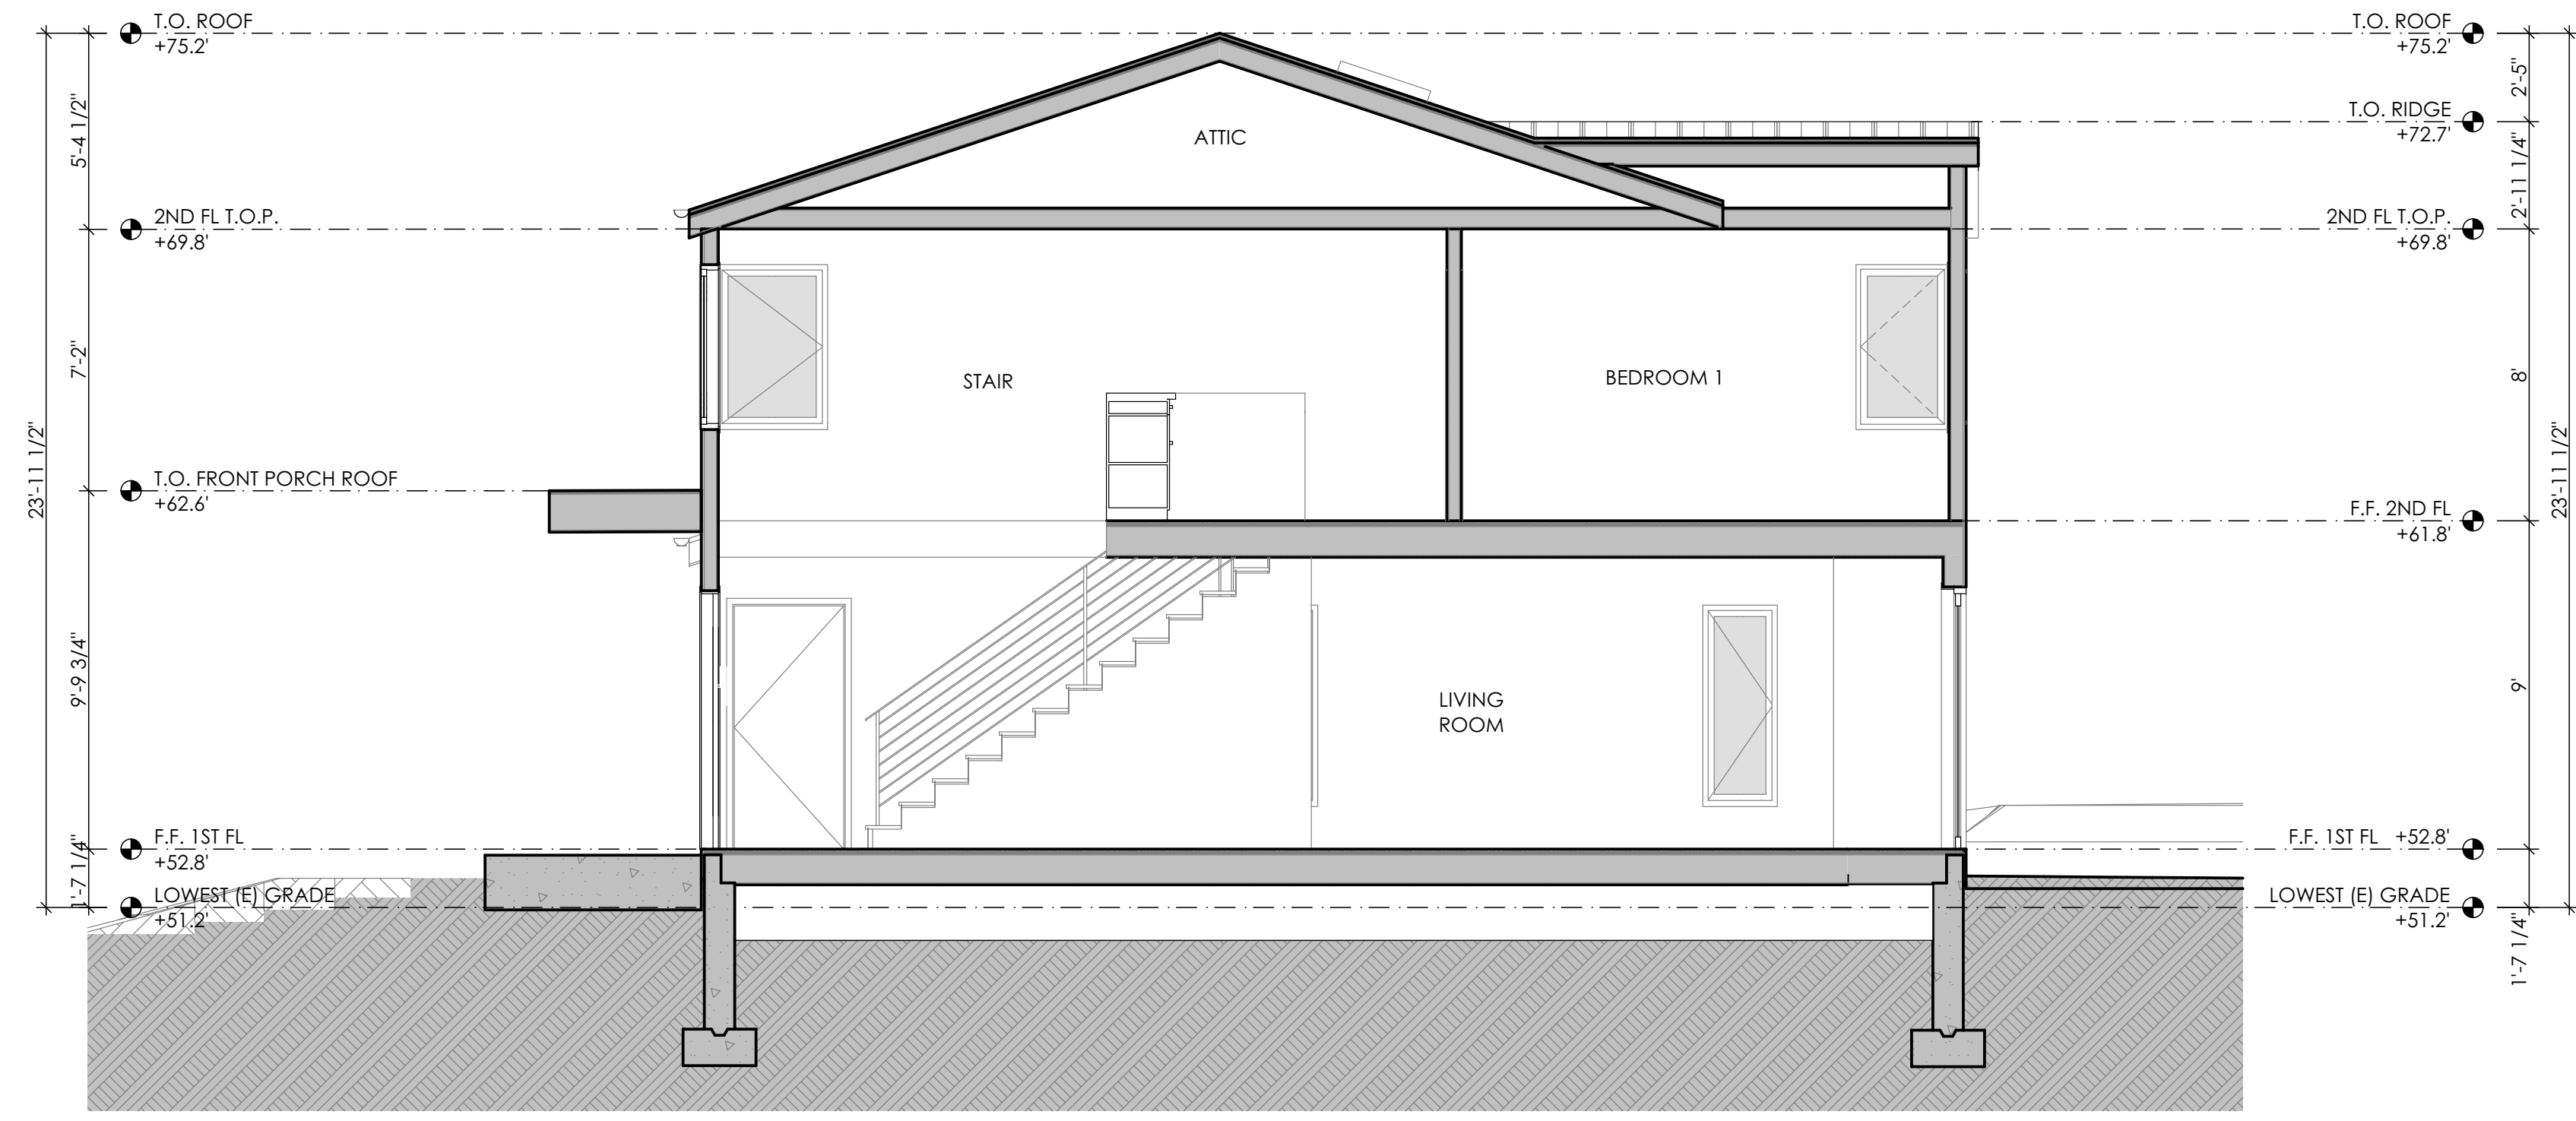 T.O. ROOF
+75.2'
T.O. ROOF
+75.2'
2'-5"
T.O. RIDGE
+72.7'
5'-4 1/2"
ATTIC
2'-11 1/4"
2ND FL T.O.P.
+69.8'
2ND FL T.O.P.
+69.8'
7'-2"
STAIR
BEDROOM 1
8'
23'-11 1/2"
23'-11 1/2"
T.O. FRONT PORCH ROOF
+62.6'
F.F. 2ND FL
+61.8'
9'-9 3/4"
LIVING
ROOM
9'
F.F. 1ST FL
+52.8'
F.F. 1ST FL +52.8'
1'-7 1/4"
LOWEST (E) GRADE
+51.2'
LOWEST (E) GRADE
+51.2'
1'-7 1/4"